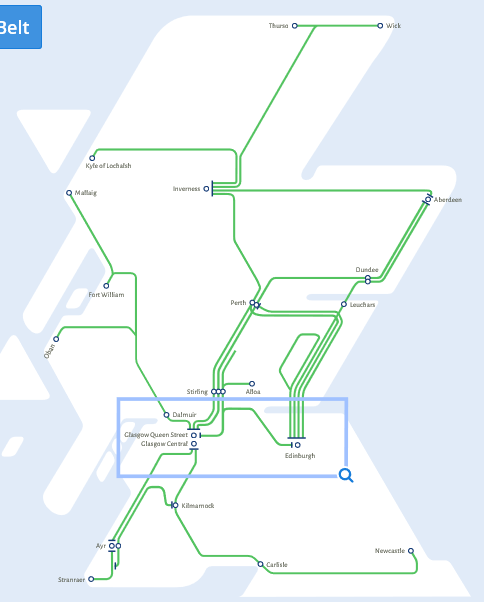 Belt
Thurso
Wick
Kyle of Lochalsh
Mallaig
Inverness
Aberdeen
Dundee
Fort William
Perth
Leuchars
Oban
Stirling
Alloa
Dalmuir
Glasgow Queen Street
Glasgow Central
Edinburgh
Kilmarnock
Ayr
Newcastle
Carlisle
Stranraer